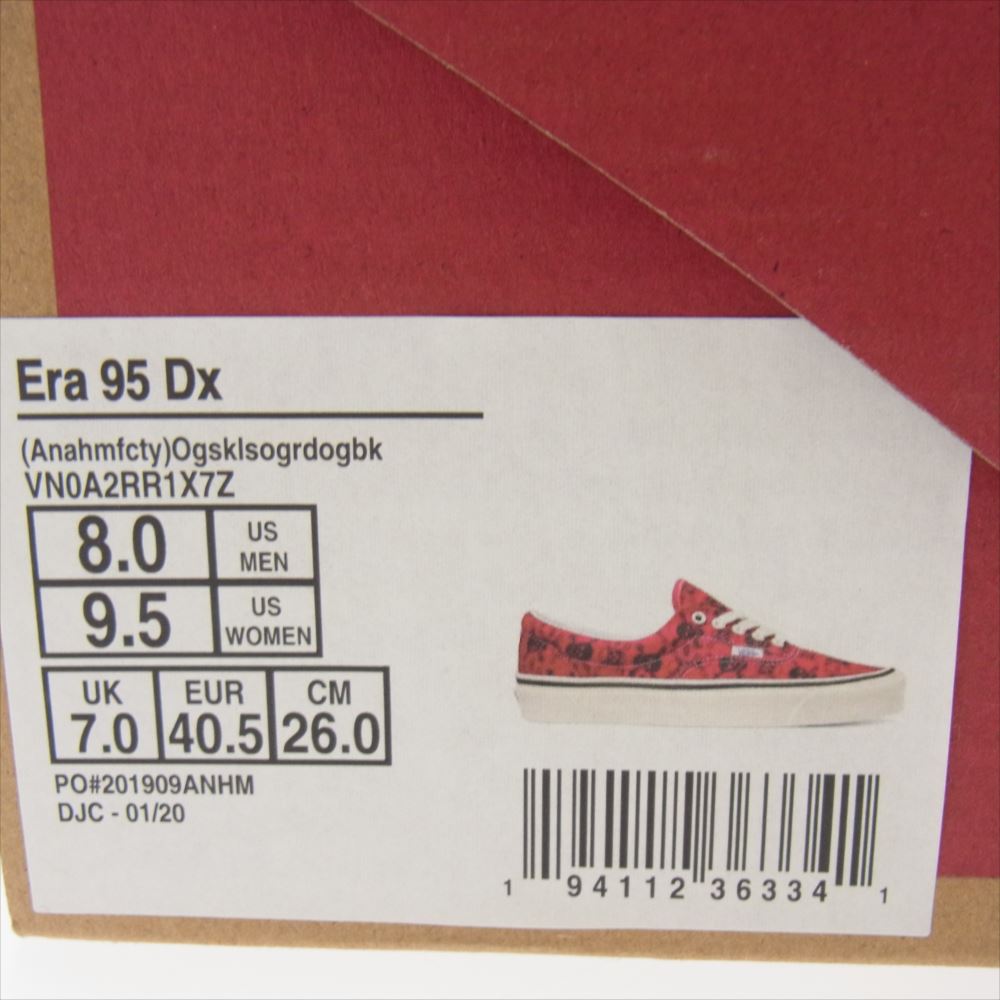 Era 95 Dx
(Anahmfcty)Ogsklsogrdogbk
VN0A2RR1X7Z
8.0 US MEN
9.5 US WOMEN
UK EUR CM
7.0 40.5 26.0
PO#201909ANHM
DJC - 01/20
1 94112 36334 1